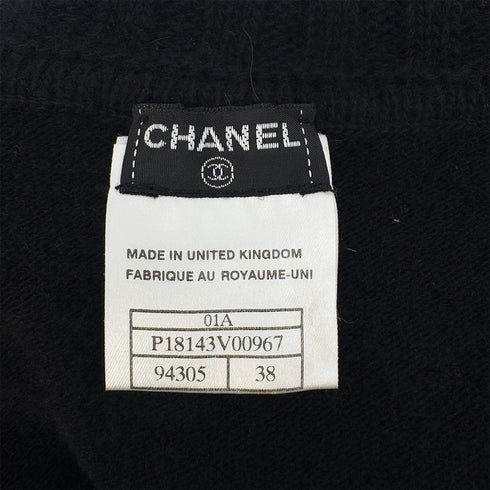 CHANEL
MADE IN UNITED KINGDOM
FABRIQUE AU ROYAUME-UNI
01A
P18143V00967
94305 38